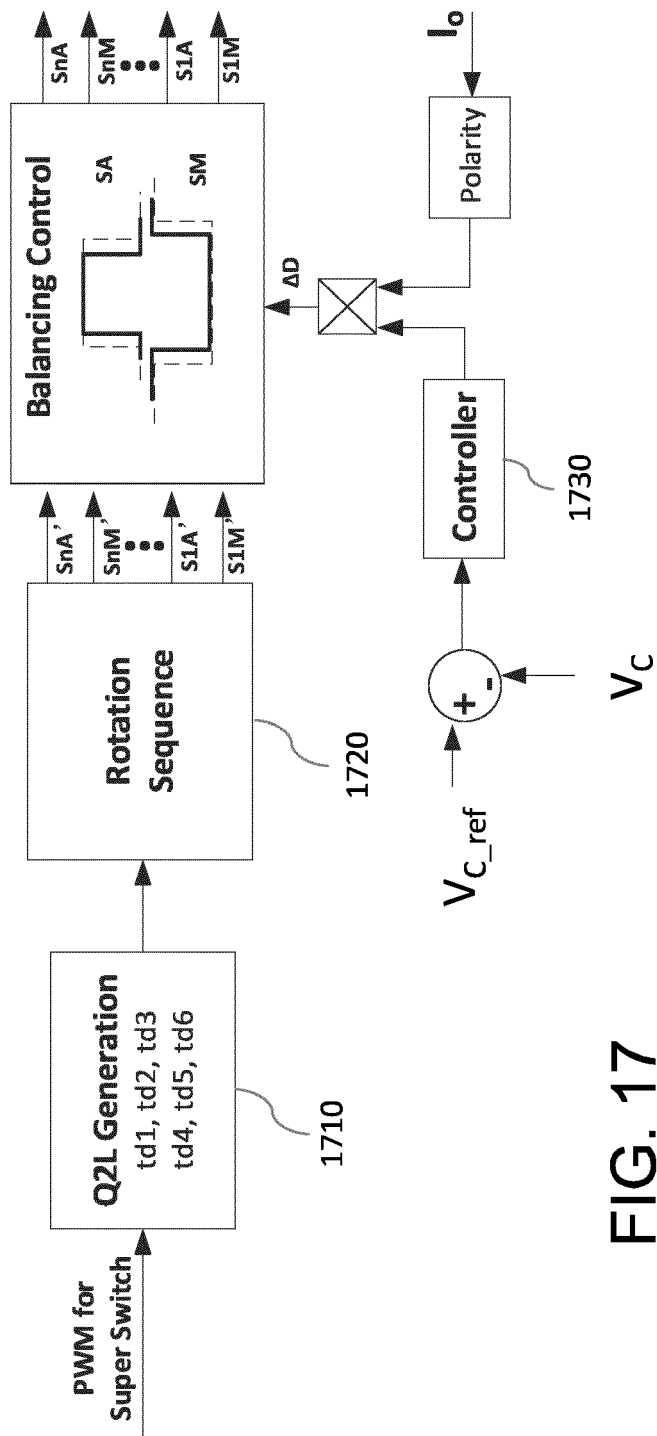 PWM for
Super Switch
Q2L Generation
td1, td2, td3
td4, td5, td6
1710
Rotation
Sequence
1720
SnA'
SnM'
S1A'
S1M'
Balancing Control
SA
SM
SnA
SnM
S1A
S1M
ΔD
Polarity
Io
Controller
1730
+
-
VC_ref
VC
FIG. 17